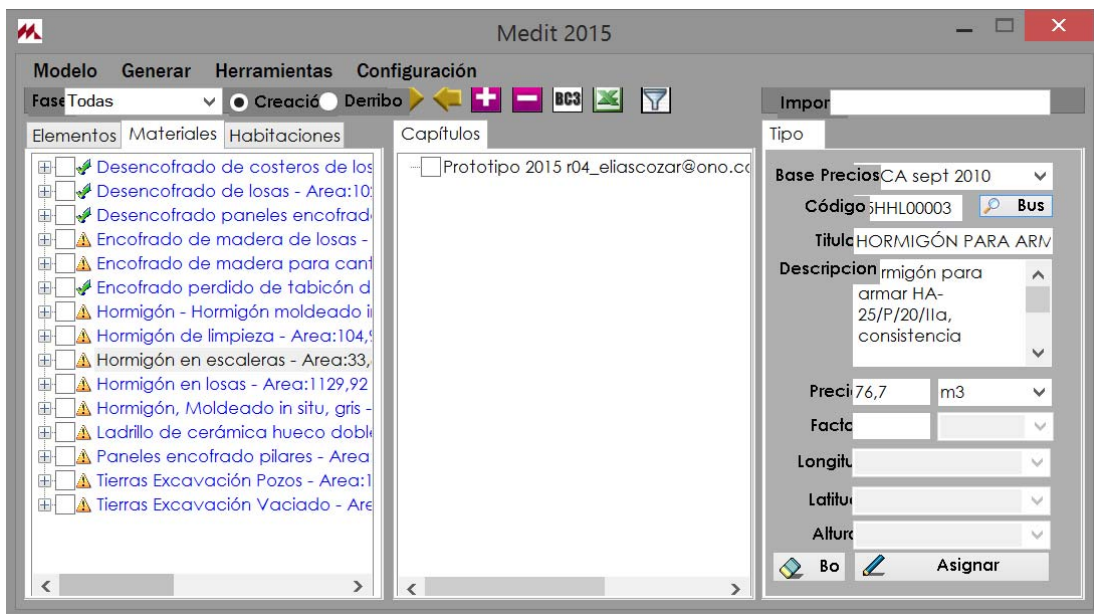 Medit 2015
Modelo Generar Herramientas Configuración
Fase Todas Creació Derribo BC3 Impor
Elementos Materiales Habitaciones
Desencofrado de costeros de los
Desencofrado de losas - Area:10
Desencofrado paneles encofrad
Encofrado de madera de losas -
Encofrado de madera para cant
Encofrado perdido de tabicón d
Hormigón - Hormigón moldeado i
Hormigón de limpieza - Area:104,9
Hormigón en escaleras - Area:33,
Hormigón en losas - Area:1129,92
Hormigón, Moldeado in situ, gris -
Ladrillo de cerámica hueco doble
Paneles encofrado pilares - Area
Tierras Excavación Pozos - Area:1
Tierras Excavación Vaciado - Are
Capítulos
Prototipo 2015 r04_eliascozar@ono.co
Tipo
Base Precios CA sept 2010
Código 5HHL00003 Bus
Titulo HORMIGÓN PARA ARM
Descripcion rmigón para
armar HA-
25/P/20/IIa,
consistencia
Preci 76,7 m3
Facto
Longitu
Latitu
Altura
Bo Asignar